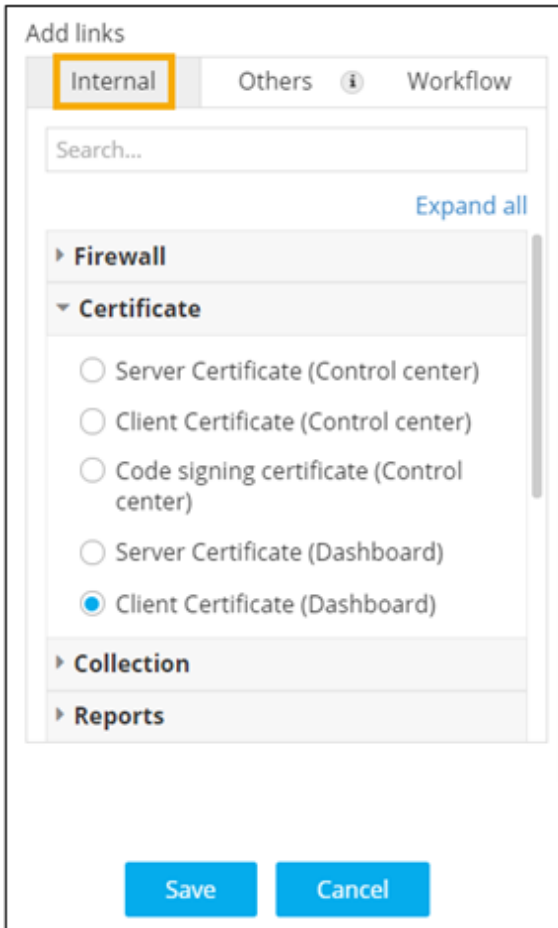 Add links
Internal Others i Workflow
Search...
Expand all
Firewall
Certificate
Server Certificate (Control center)
Client Certificate (Control center)
Code signing certificate (Control
center)
Server Certificate (Dashboard)
Client Certificate (Dashboard)
Collection
Reports
Save Cancel